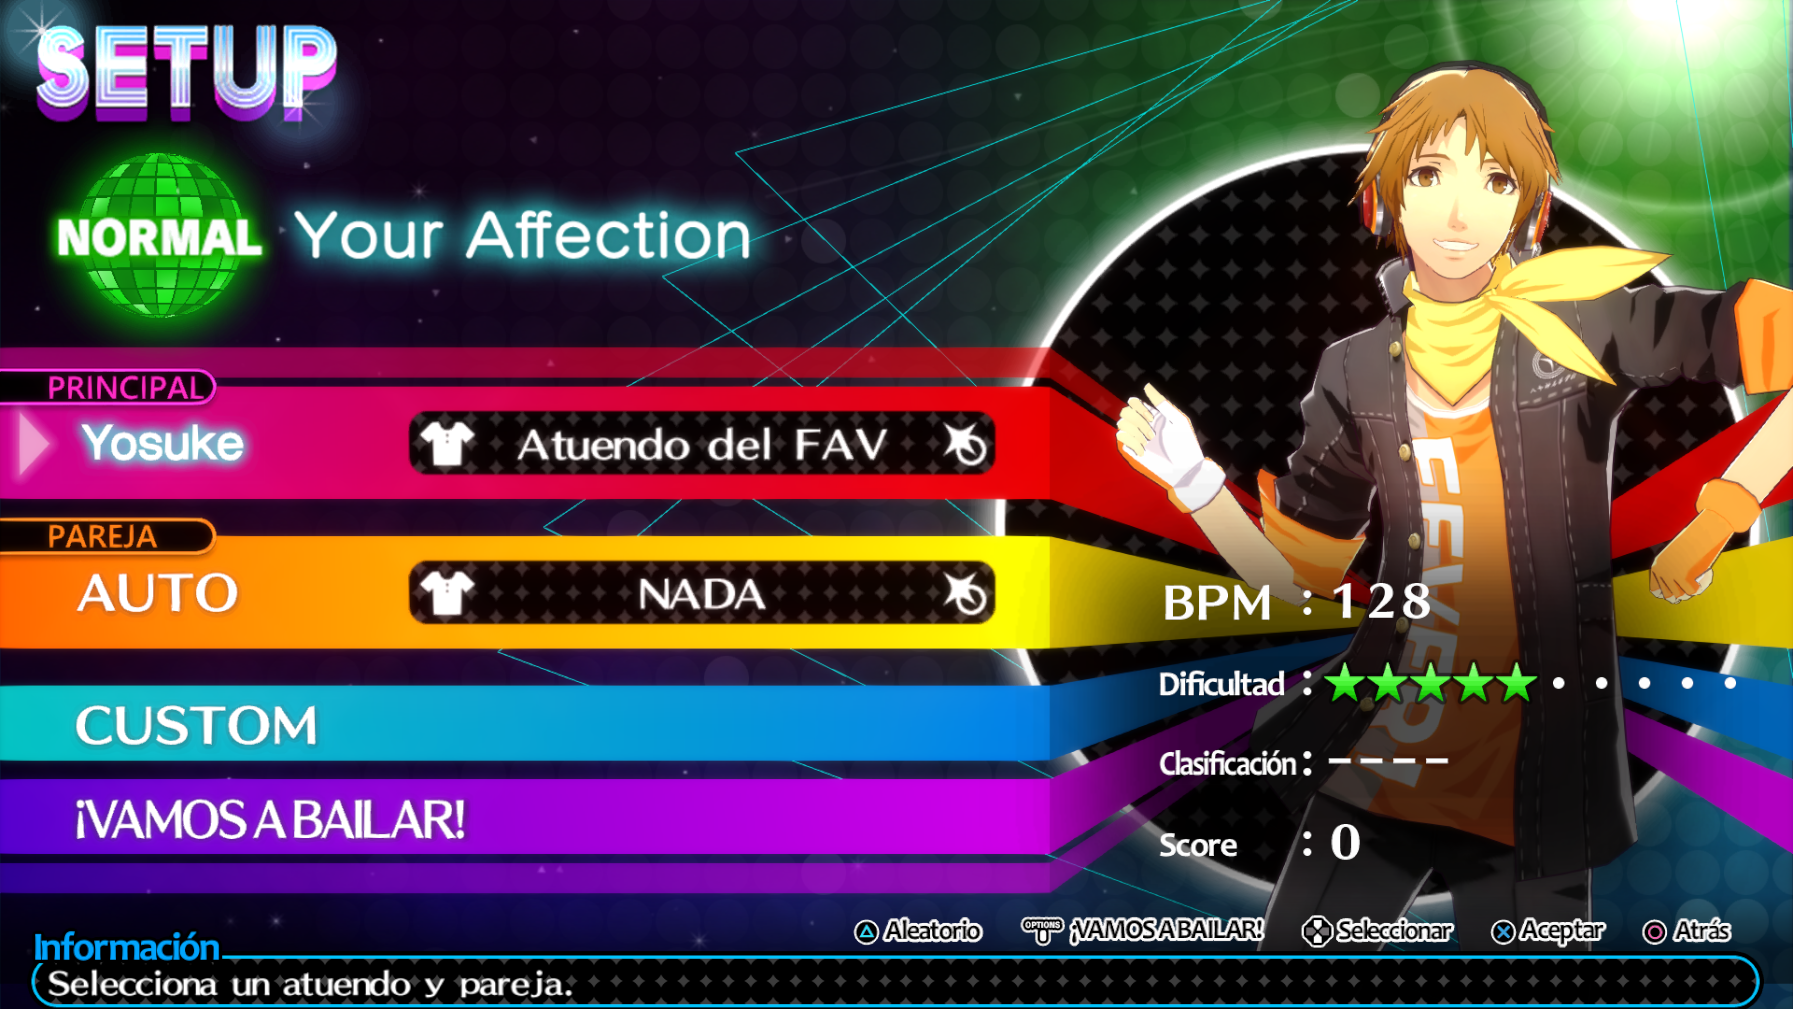 SETUP
NORMAL
Your Affection
PRINCIPAL
Yosuke
Atuendo del FAV
PAREJA
AUTO
NADA
CUSTOM
¡VAMOS A BAILAR!
FEVER!
BPM : 128
Dificultad :
Clasificación : ----
Score : 0
Aleatorio
OPTIONS ¡VAMOS A BAILAR!
Seleccionar
Aceptar
Atrás
Información
Selecciona un atuendo y pareja.